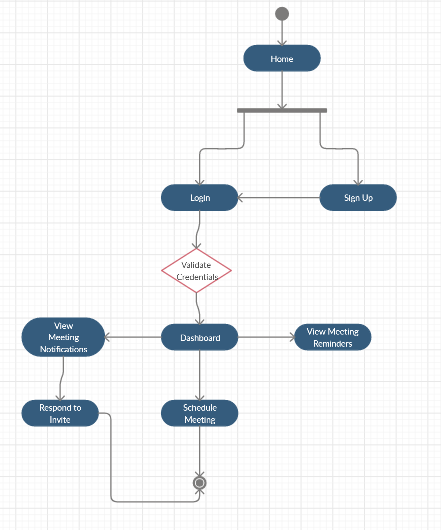 Home
Login
Sign Up
Validate
Credentials
View
Meeting
Notifications
Dashboard
View Meeting
Reminders
Respond to
Invite
Schedule
Meeting